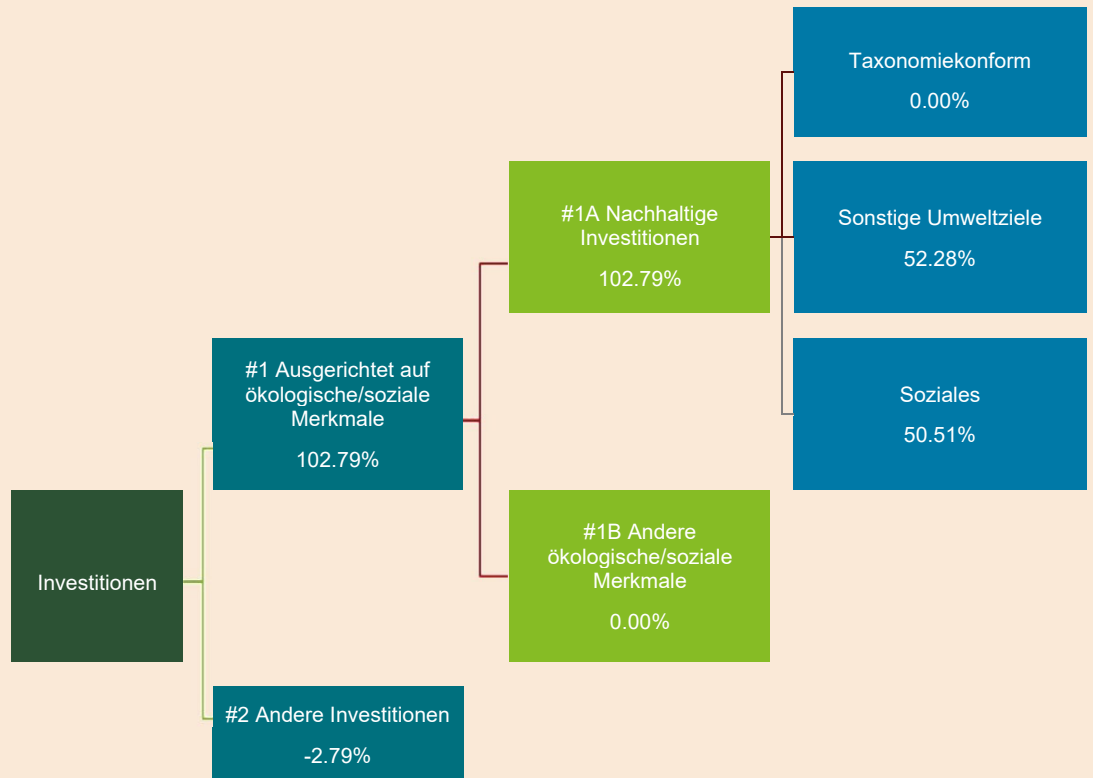 Investitionen
#1 Ausgerichtet auf
ökologische/soziale
Merkmale
102.79%
#2 Andere Investitionen
-2.79%
#1A Nachhaltige
Investitionen
102.79%
#1B Andere
ökologische/soziale
Merkmale
0.00%
Taxonomiekonform
0.00%
Sonstige Umweltziele
52.28%
Soziales
50.51%